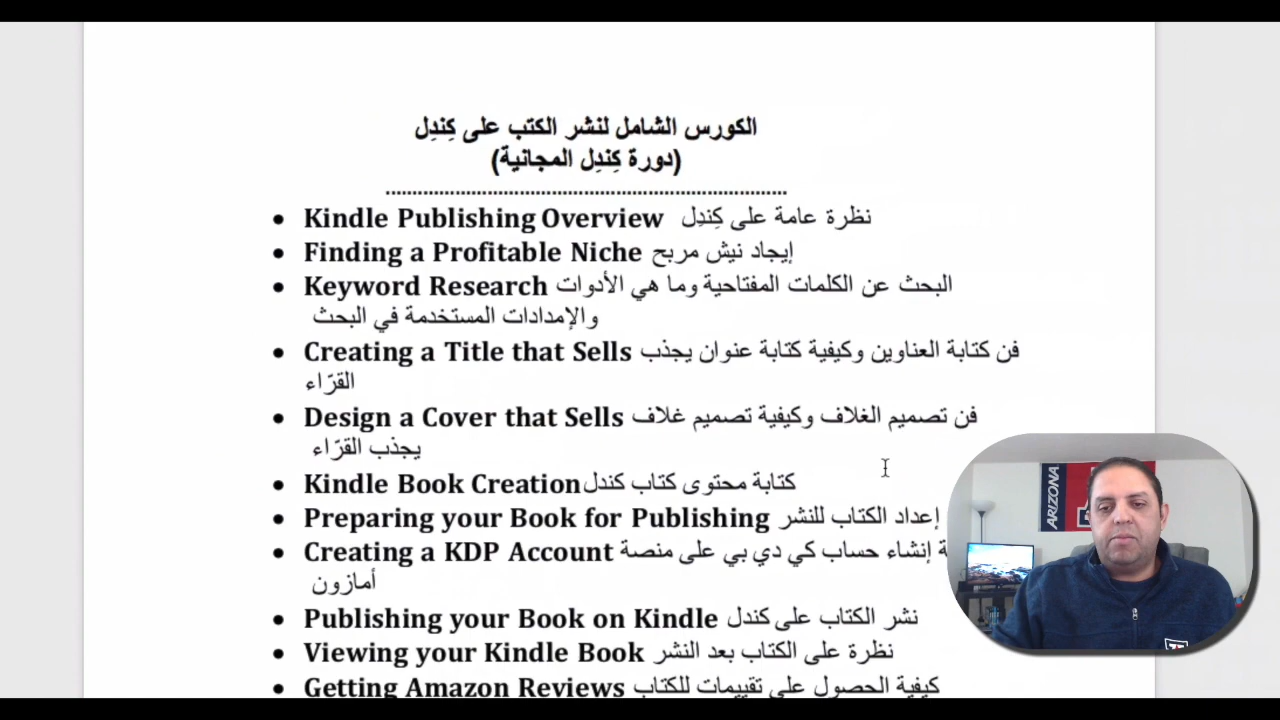 الكورس الشامل لنشر الكتب على كِندِل
(دورة كِندِل المجانية)
• Kindle Publishing Overview نظرة عامة على كِندِل
• Finding a Profitable Niche إيجاد نيش مربح
• Keyword Research البحث عن الكلمات المفتاحية وما هي الأدوات
والإمدادات المستخدمة في البحث
• Creating a Title that Sells فن كتابة العناوين وكيفية كتابة عنوان يجذب
القرّاء
• Design a Cover that Sells فن تصميم الغلاف وكيفية تصميم غلاف
يجذب القرّاء
• Kindle Book Creation كتابة محتوى كتاب كندل
• Preparing your Book for Publishing إعداد الكتاب للنشر
• Creating a KDP Account إنشاء حساب كي دي بي على منصة
أمازون
• Publishing your Book on Kindle نشر الكتاب على كندل
• Viewing your Kindle Book نظرة على الكتاب بعد النشر
• Getting Amazon Reviews كيفية الحصول على تقييمات للكتاب
ARIZONA